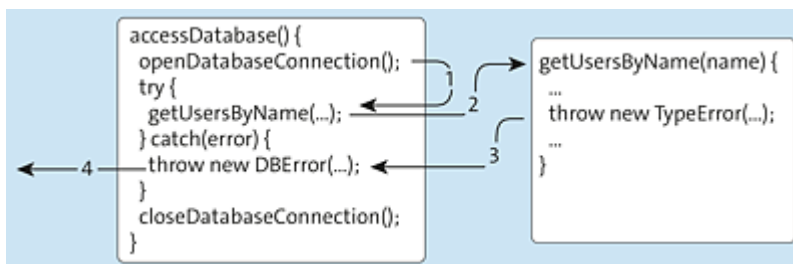 accessDatabase() {
openDatabaseConnection();
try {
getUsersByName(...);
} catch(error) {
throw new DBError(...);
}
closeDatabaseConnection();
}
1
2
3
4
getUsersByName(name) {
...
throw new TypeError(...);
...
}